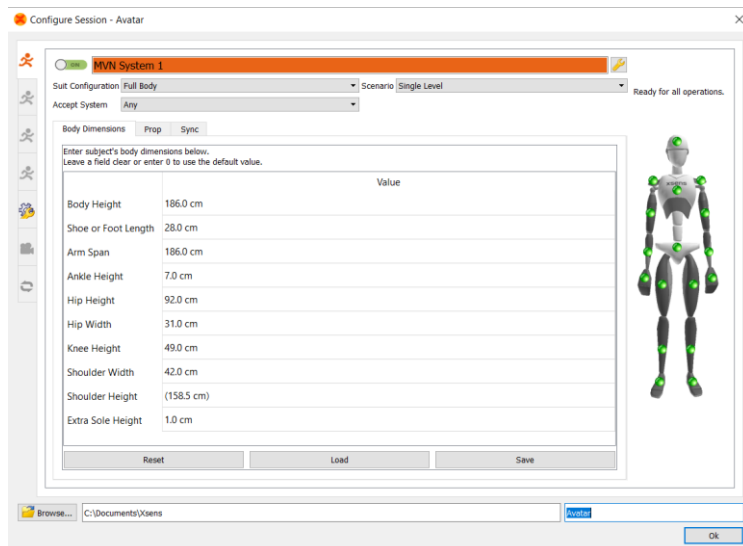 Configure Session - Avatar
ON MVN System 1
Suit Configuration Full Body Scenario Single Level
Ready for all operations.
Accept System Any
Body Dimensions Prop Sync
Enter subject's body dimensions below.
Leave a field clear or enter 0 to use the default value.
Value
Body Height 186.0 cm
Shoe or Foot Length 28.0 cm
Arm Span 186.0 cm
Ankle Height 7.0 cm
Hip Height 92.0 cm
Hip Width 31.0 cm
Knee Height 49.0 cm
Shoulder Width 42.0 cm
Shoulder Height (158.5 cm)
Extra Sole Height 1.0 cm
Reset Load Save
Browse... C:\Documents\Xsens Avatar
Ok